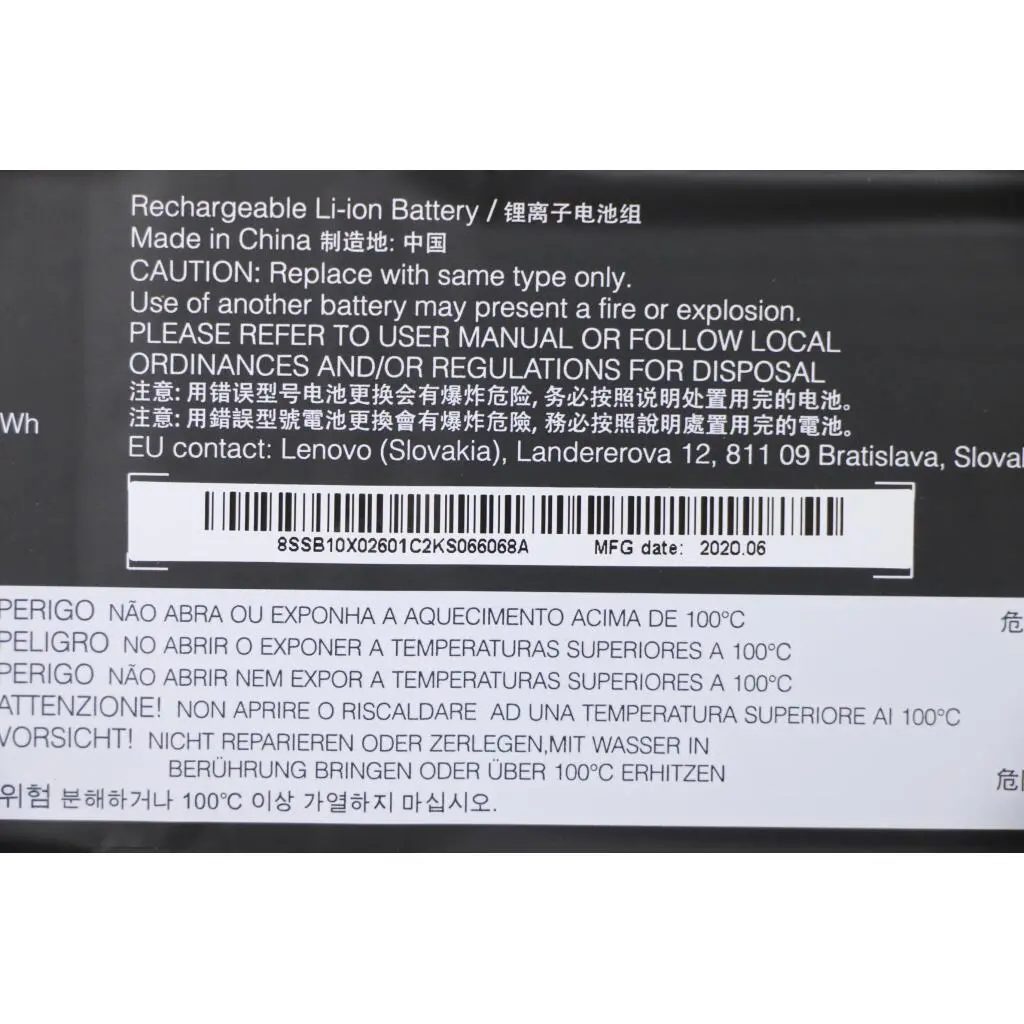 Rechargeable Li-ion Battery / 锂离子电池组
Made in China 制造地: 中国
CAUTION: Replace with same type only.
Use of another battery may present a fire or explosion.
PLEASE REFER TO USER MANUAL OR FOLLOW LOCAL
ORDINANCES AND/OR REGULATIONS FOR DISPOSAL
注意: 用错误型号电池更换会有爆炸危险, 务必按照说明处置用完的电池。
注意: 用錯誤型號電池更換會有爆炸危險, 務必按照說明處置用完的電池。
Wh
EU contact: Lenovo (Slovakia), Landererova 12, 811 09 Bratislava,
8SSB10X02601C2KS066068A MFG date: 2020.06
PERIGO NÃO ABRA OU EXPONHA A AQUECIMENTO ACIMA DE 100°C
PELIGRO NO ABRIR O EXPONER A TEMPERATURAS SUPERIORES A 100°C
PERIGO NÃO ABRIR NEM EXPOR A TEMPERATURAS SUPERIORES A 100°C
ATTENZIONE! NON APRIRE O RISCALDARE AD UNA TEMPERATURA SUPERIORE AI 100°C
VORSICHT! NICHT REPARIEREN ODER ZERLEGEN,MIT WASSER IN
BERÜHRUNG BRINGEN ODER ÜBER 100°C ERHITZEN
위험 분해하거나 100℃ 이상 가열하지 마십시오.
危
危